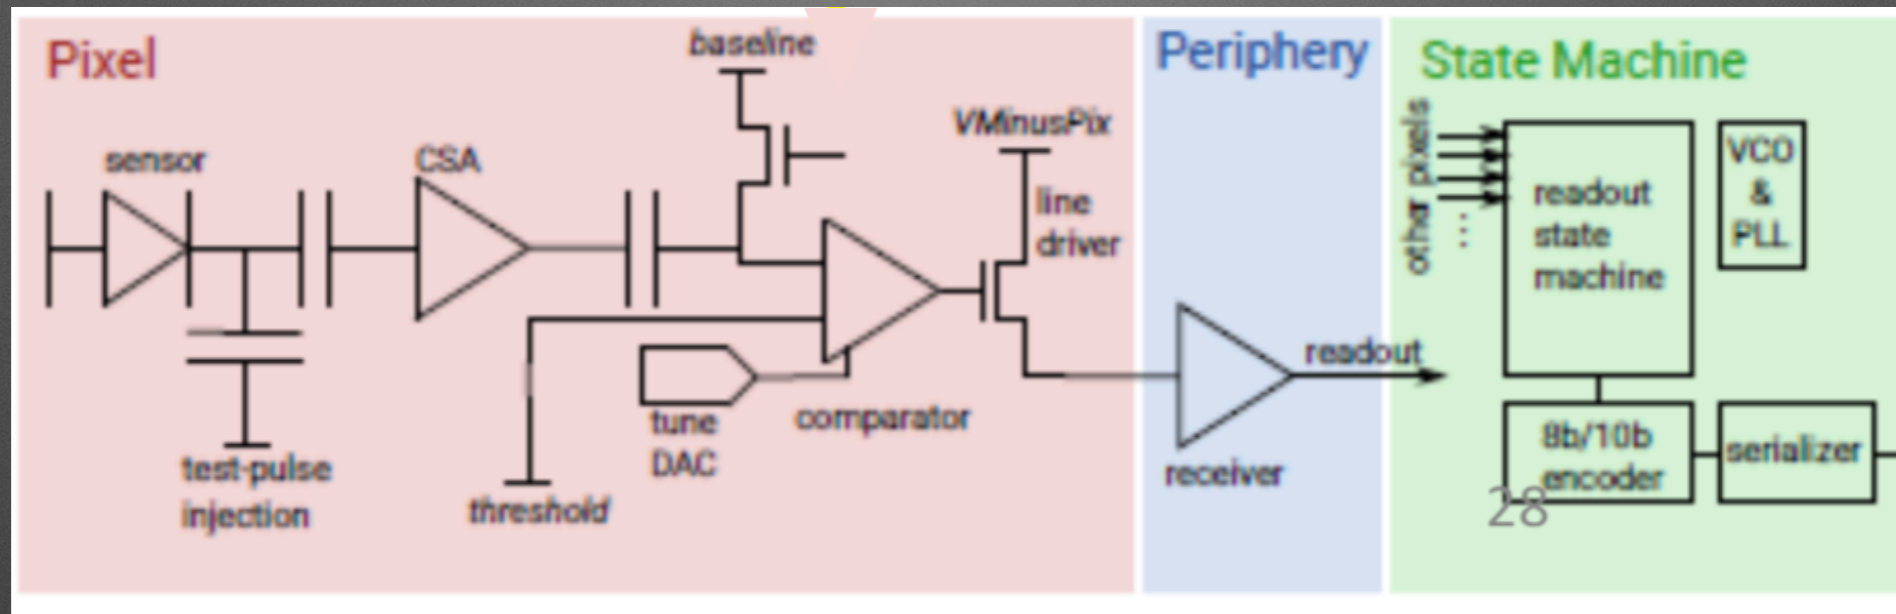 Pixel
baseline
sensor
CSA
VMinusPix
line
driver
test-pulse
injection
threshold
tune
DAC
comparator
Periphery
receiver
readout
State Machine
other pixels
...
readout
state
machine
VCO
&
PLL
8b/10b
encoder
serializer
28